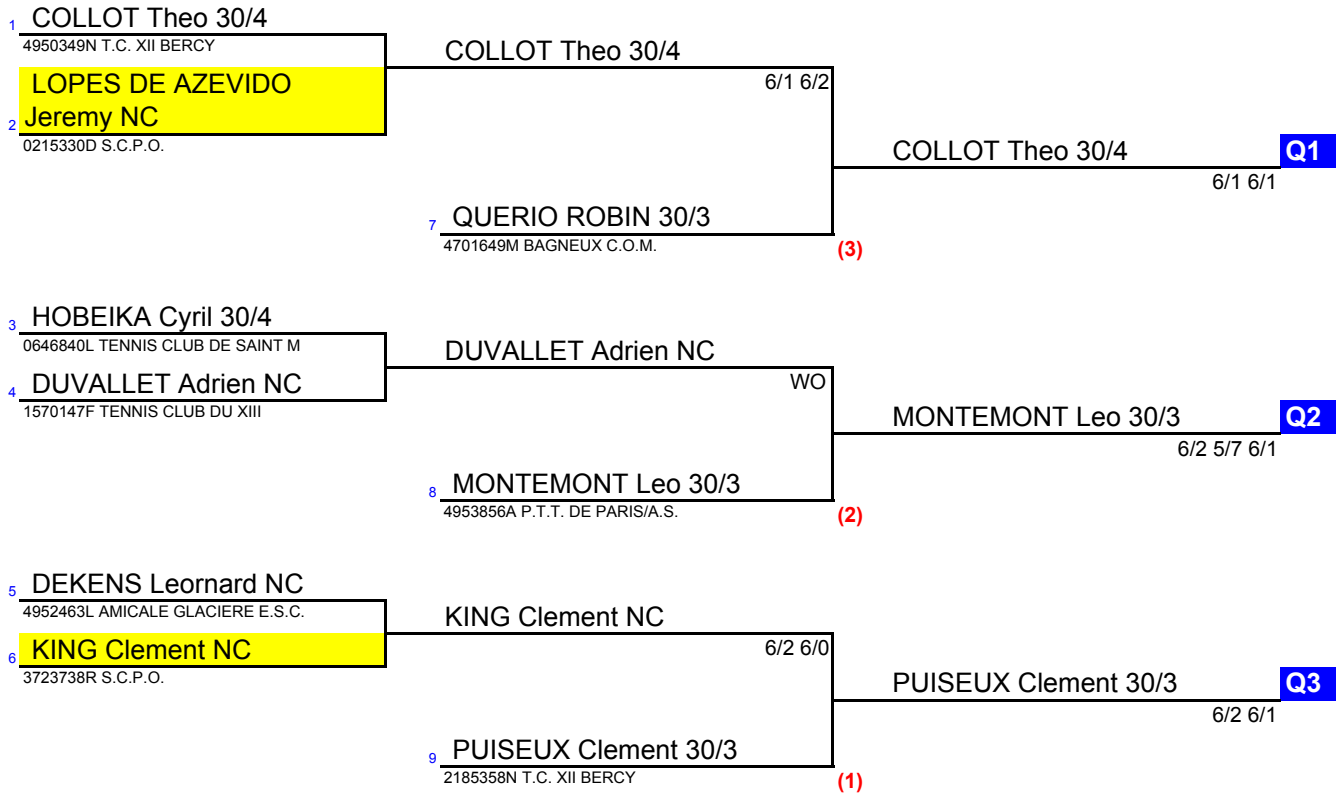 1 COLLOT Theo 30/4
4950349N T.C. XII BERCY
COLLOT Theo 30/4
6/1 6/2
LOPES DE AZEVIDO
2 Jeremy NC
0215330D S.C.P.O.
COLLOT Theo 30/4 Q1
6/1 6/1
7 QUERIO ROBIN 30/3
4701649M BAGNEUX C.O.M. (3)
3 HOBEIKA Cyril 30/4
0646840L TENNIS CLUB DE SAINT M
DUVALLET Adrien NC
WO
4 DUVALLET Adrien NC
1570147F TENNIS CLUB DU XIII
MONTEMONT Leo 30/3 Q2
6/2 5/7 6/1
8 MONTEMONT Leo 30/3
4953856A P.T.T. DE PARIS/A.S. (2)
5 DEKENS Leornard NC
4952463L AMICALE GLACIERE E.S.C.
KING Clement NC
6/2 6/0
6 KING Clement NC
3723738R S.C.P.O.
PUISEUX Clement 30/3 Q3
6/2 6/1
9 PUISEUX Clement 30/3
2185358N T.C. XII BERCY (1)